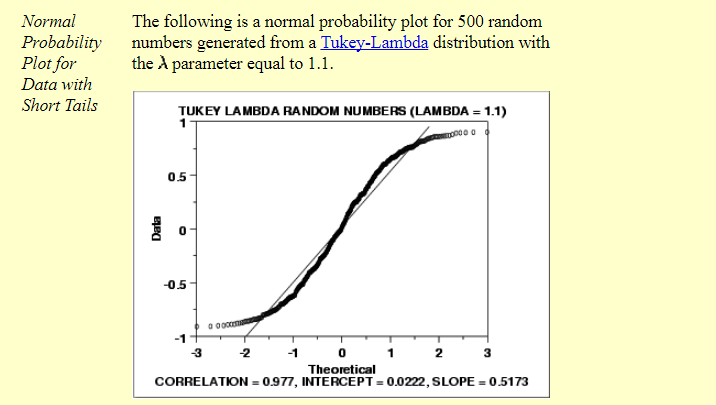 Normal
Probability
Plot for
Data with
Short Tails
The following is a normal probability plot for 500 random
numbers generated from a Tukey-Lambda distribution with
the λ parameter equal to 1.1.
TUKEY LAMBDA RANDOM NUMBERS (LAMBDA = 1.1)
1
0.5
0
-0.5
-1
Data
-3 -2 -1 0 1 2 3
Theoretical
CORRELATION = 0.977, INTERCEPT = 0.0222, SLOPE = 0.5173